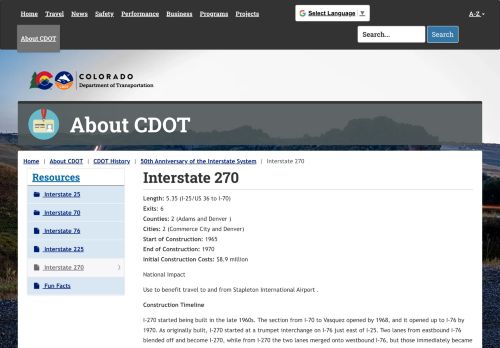 Home Travel News Safety Performance Business Programs Projects
Select Language ▼
A-Z
About CDOT
Search...
Search
COLORADO
Department of Transportation
About CDOT
Home | About CDOT | CDOT History | 50th Anniversary of the Interstate System | Interstate 270
Resources
Interstate 25
Interstate 70
Interstate 76
Interstate 225
Interstate 270
Fun Facts
Interstate 270
Length: 5.35 (I-25/US 36 to I-70)
Exits: 6
Counties: 2 (Adams and Denver )
Cities: 2 (Commerce City and Denver)
Start of Construction: 1965
End of Construction: 1970
Initial Construction Costs: $8.9 million
National Impact
Use to benefit travel to and from Stapleton International Airport .
Construction Timeline
I-270 started being built in the late 1960s. The section from I-70 to Vasquez opened by 1968, and it opened up to I-76 by
1970. As originally built, I-270 started at a trumpet interchange on I-76 just east of I-25. Two lanes from eastbound I-76
blended off and become I-270, while from I-270 the two lanes merged onto westbound I-76, but those immediately became